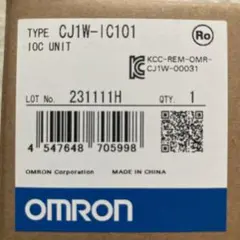 TYPE CJ1W-IC101
IOC UNIT
Ro
KCC-REM-OMR-
CJ1W-00031
LOT No. 231111H QTY. 1
4 547648 705998
OMRON Corporation MADE IN JAPAN
OMRON